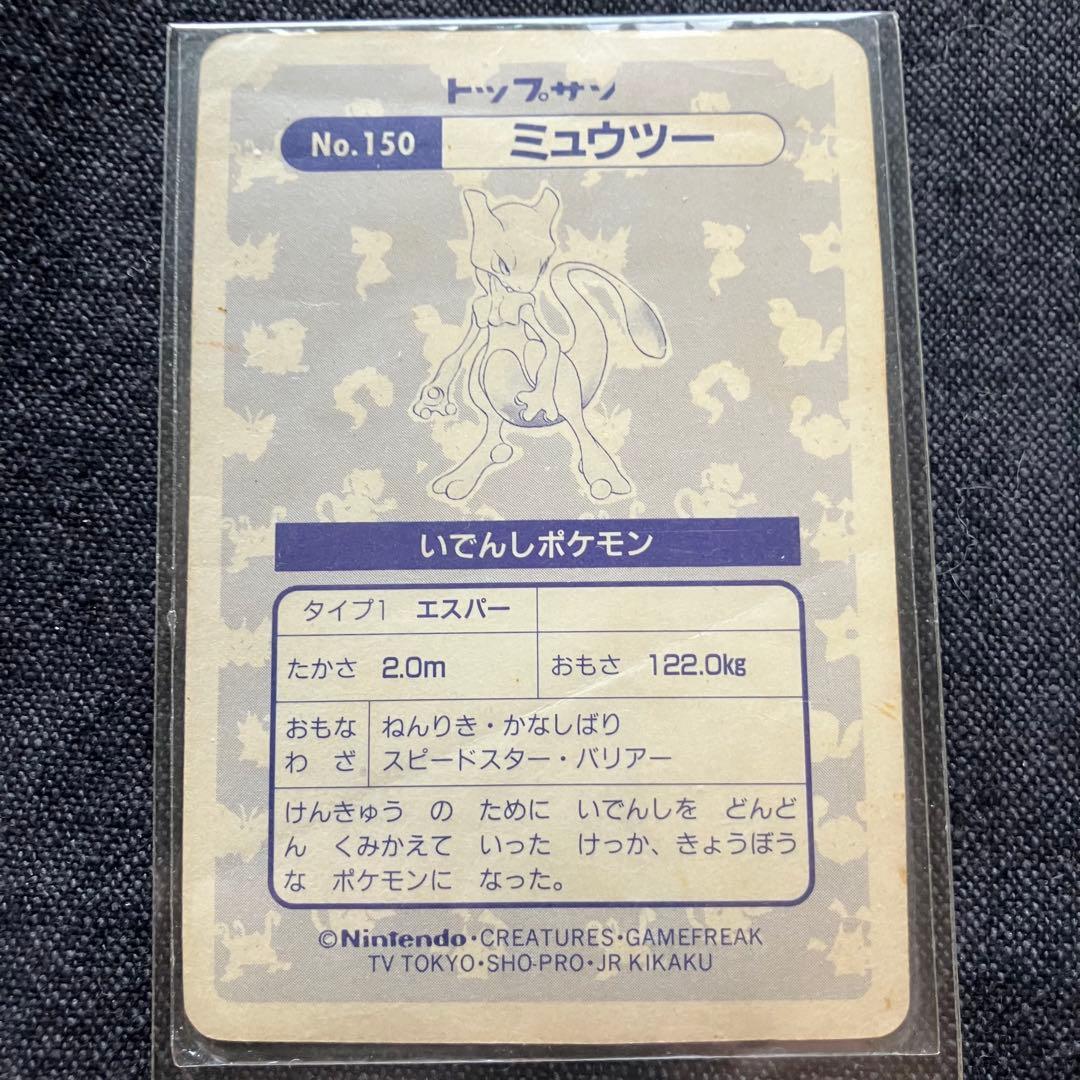 トップサン
No.150 ミュウツー
いでんしポケモン
タイプ1 エスパー
たかさ 2.0m おもさ 122.0kg
おもな ねんりき・かなしばり
わ ざ スピードスター・バリアー
けんきゅう の ために いでんしを どんど
ん くみかえて いった けっか、きょうぼう
な ポケモンに なった。
©Nintendo・CREATURES・GAMEFREAK
TV TOKYO・SHO-PRO・JR KIKAKU